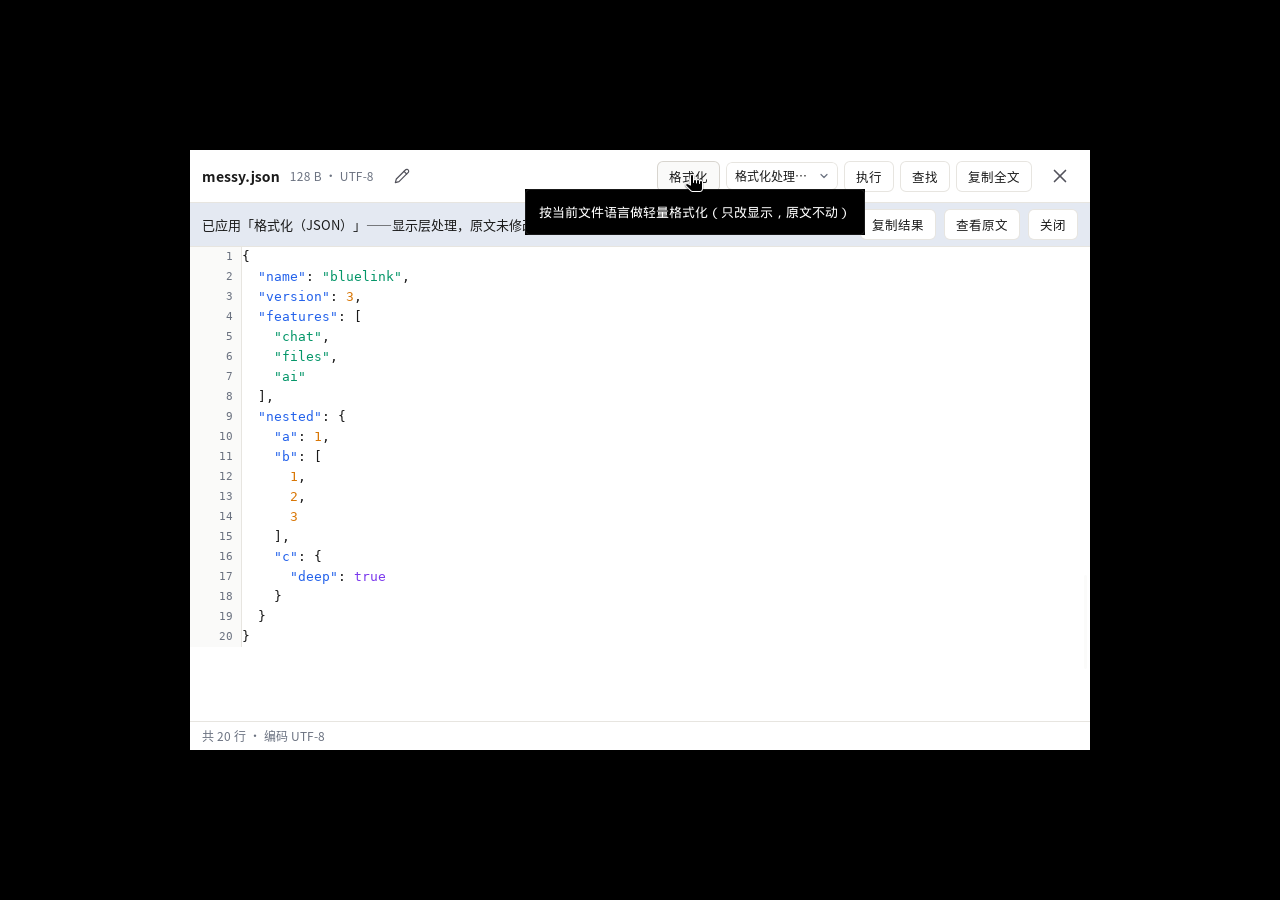 messy.json 128 B · UTF-8 格式化 格式化处理… 执行 查找 复制全文
按当前文件语言做轻量格式化（只改显示，原文不动）
已应用「格式化（JSON）」——显示层处理，原文未修 复制结果 查看原文 关闭
1 {
2   "name": "bluelink",
3   "version": 3,
4   "features": [
5     "chat",
6     "files",
7     "ai"
8   ],
9   "nested": {
10     "a": 1,
11     "b": [
12       1,
13       2,
14       3
15     ],
16     "c": {
17       "deep": true
18     }
19   }
20 }
共 20 行 · 编码 UTF-8